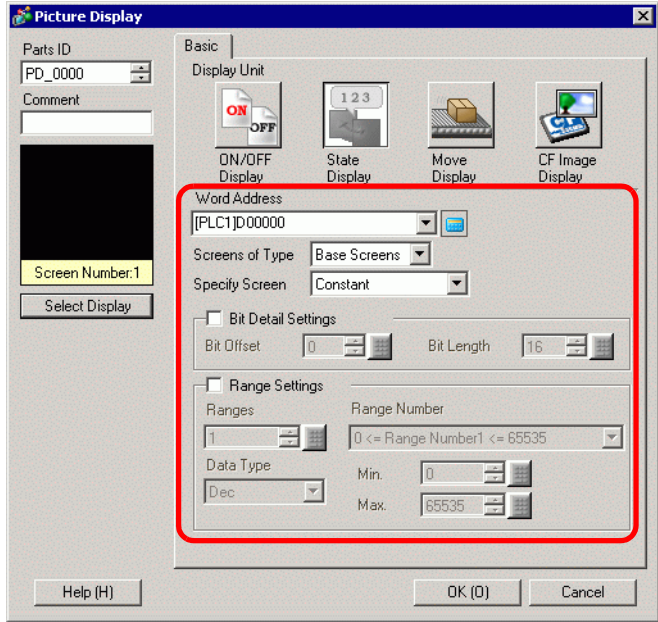 Picture Display
Parts ID
PD_0000
Comment
Screen Number:1
Select Display
Basic
Display Unit
ON
OFF
ON/OFF
Display
1 2 3
State
Display
Move
Display
CF
CF Image
Display
Word Address
[PLC1]D00000
Screens of Type Base Screens
Specify Screen Constant
Bit Detail Settings
Bit Offset 0 Bit Length 16
Range Settings
Ranges Range Number
1 0 <= Range Number1 <= 65535
Data Type Min. 0
Dec Max. 65535
Help (H) OK (O) Cancel